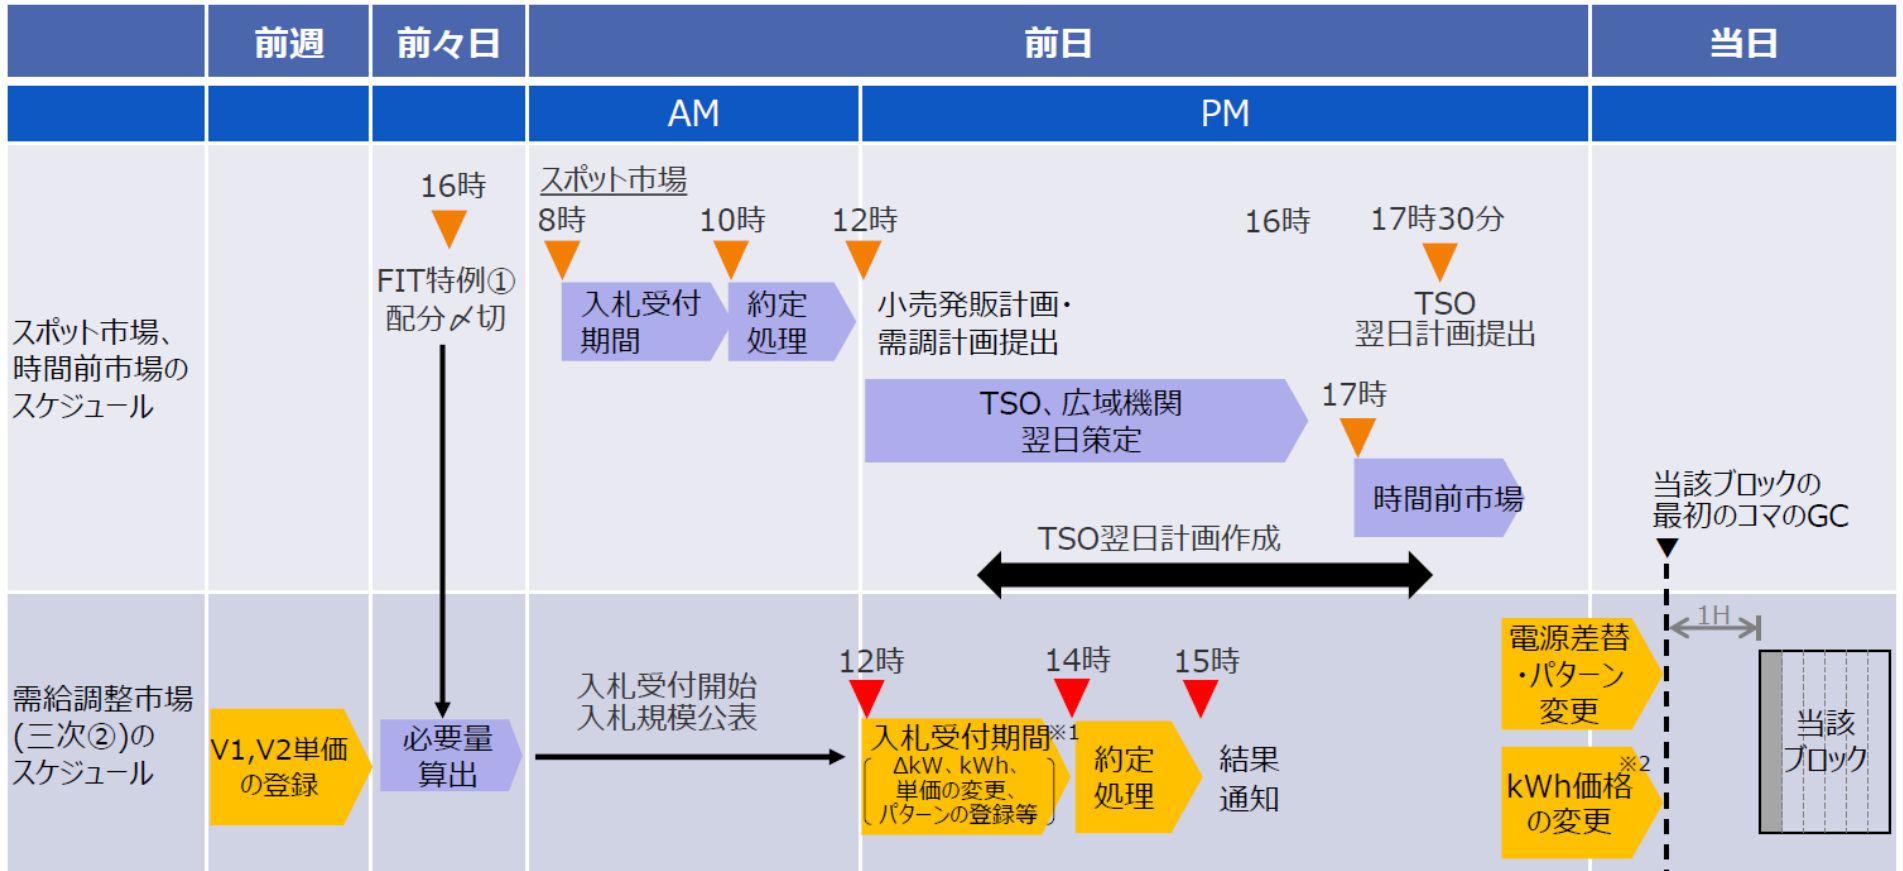 前週
前々日
前日
当日
AM
PM
スポット市場、
時間前市場の
スケジュール
16時
FIT特例①
配分〆切
スポット市場
8時
10時
12時
入札受付
期間
約定
処理
小売発販計画・
需調計画提出
16時
17時30分
TSO
翌日計画提出
TSO、広域機関
翌日策定
17時
時間前市場
TSO翌日計画作成
当該ブロックの
最初のコマのGC
需給調整市場
(三次②)の
スケジュール
V1,V2単価
の登録
必要量
算出
入札受付開始
入札規模公表
12時
14時
15時
入札受付期間※1
ΔkW、kWh、
単価の変更、
パターンの登録等
約定
処理
結果
通知
電源差替
・パターン
変更
kWh価格※2
の変更
1H
当該
ブロック